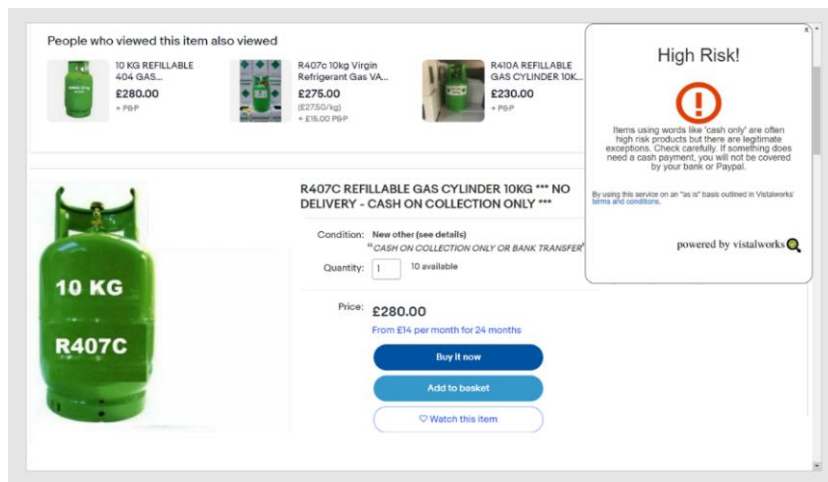 People who viewed this item also viewed
10 KG REFILLABLE
404 GAS...
£280.00
+ P&P
R407c 10kg Virgin
Refrigerant Gas VA...
£275.00
(£27.50/kg)
+ £15.00 P&P
R410A REFILLABLE
GAS CYLINDER 10K...
£230.00
+ P&P
x
High Risk!
Items using words like 'cash only' are often
high risk products but there are legitimate
exceptions. Check carefully. If something does
need a cash payment, you will not be covered
by your bank or Paypal.
By using this service on an "as is" basis outlined in Vistalworks'
terms and conditions.
powered by vistalworks
10 KG
R407C
R407C REFILLABLE GAS CYLINDER 10KG *** NO
DELIVERY - CASH ON COLLECTION ONLY ***
Condition: New other (see details)
“CASH ON COLLECTION ONLY OR BANK TRANSFER”
Quantity: 1 10 available
Price: £280.00
From £14 per month for 24 months
Buy it now
Add to basket
Watch this item